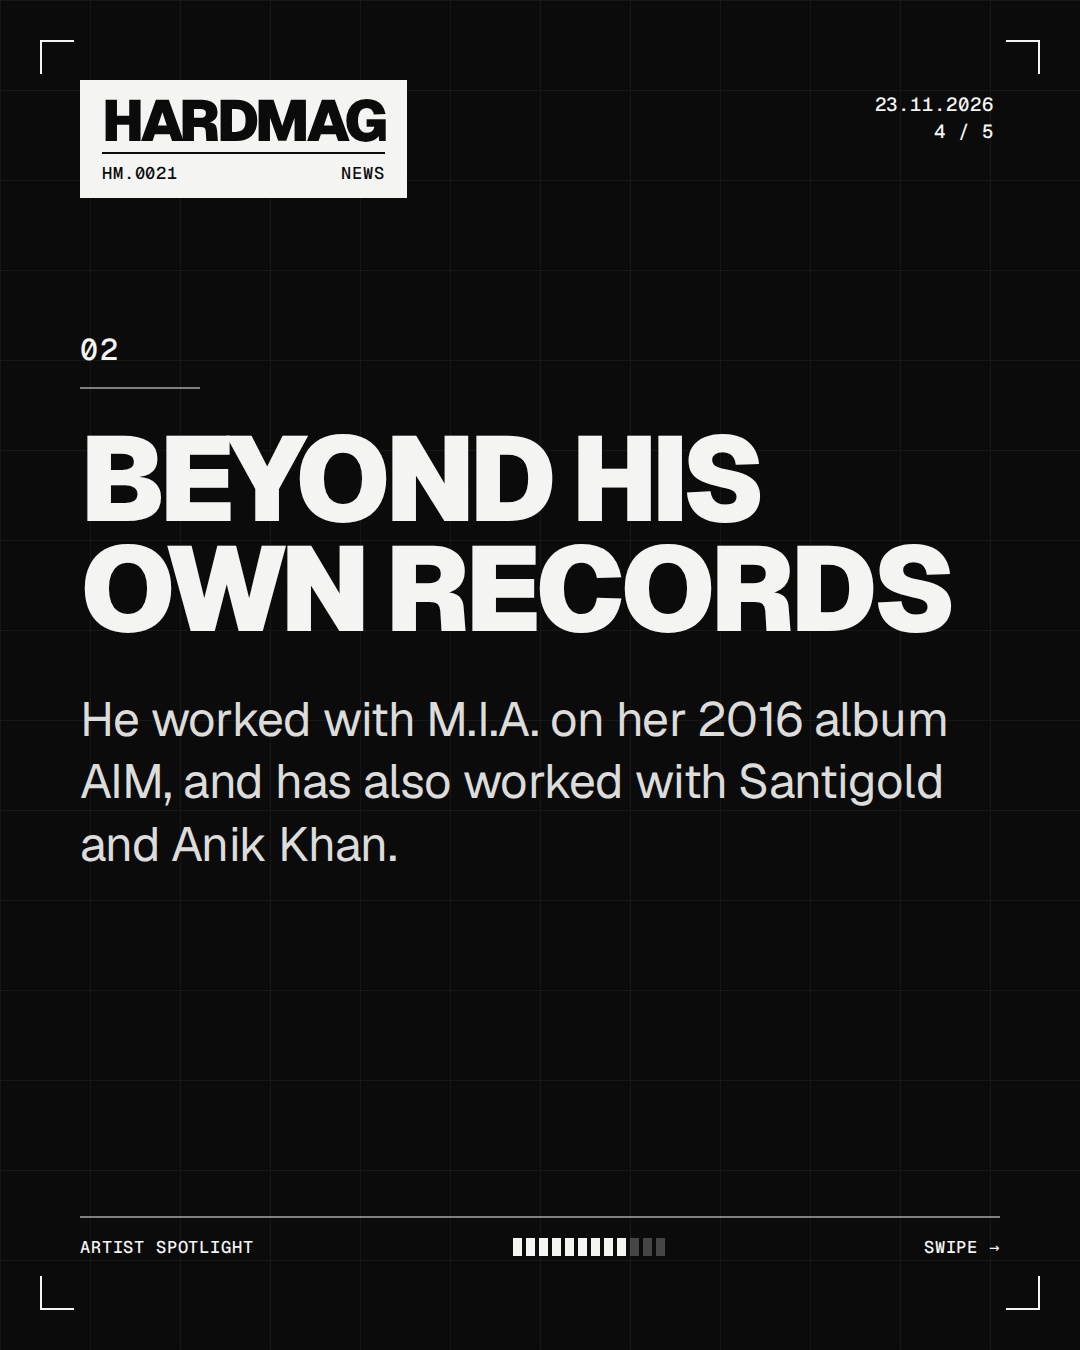 HARDMAG
HM.0021 NEWS
23.11.2026
4 / 5
02
BEYOND HIS
OWN RECORDS
He worked with M.I.A. on her 2016 album
AIM, and has also worked with Santigold
and Anik Khan.
ARTIST SPOTLIGHT
SWIPE →